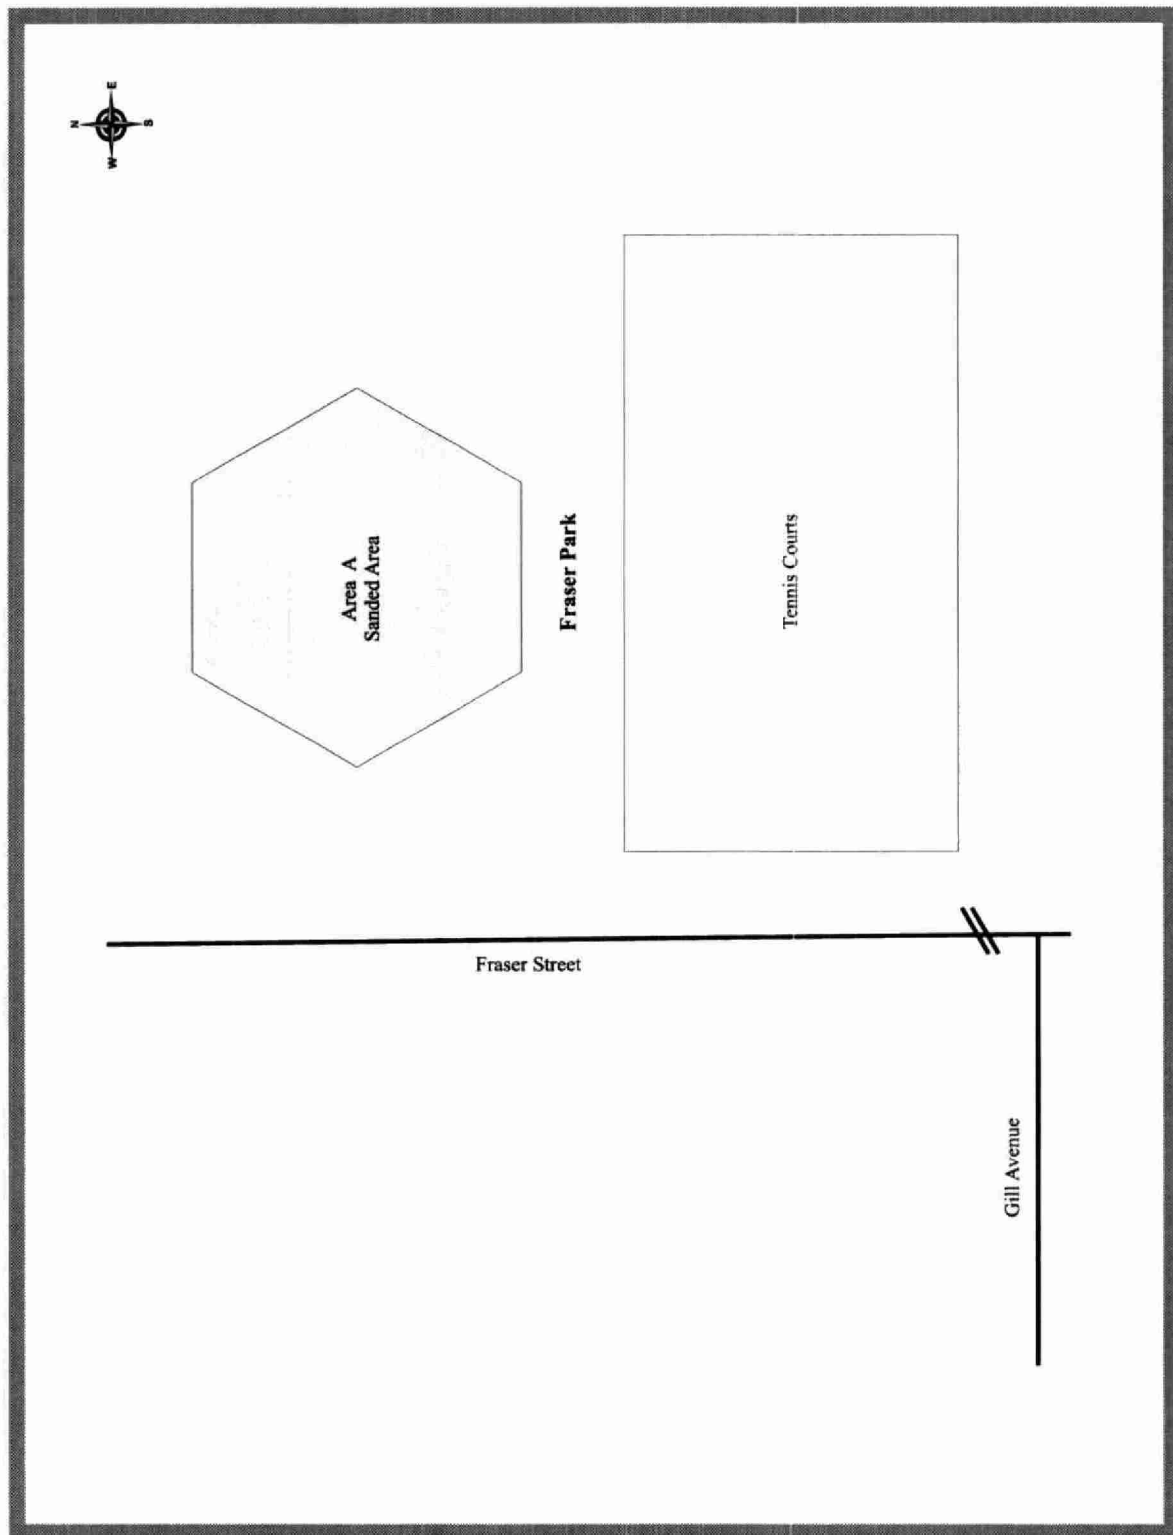 N
E
S
W
Area A
Sanded Area
Fraser Park
Tennis Courts
Fraser Street
Gill Avenue